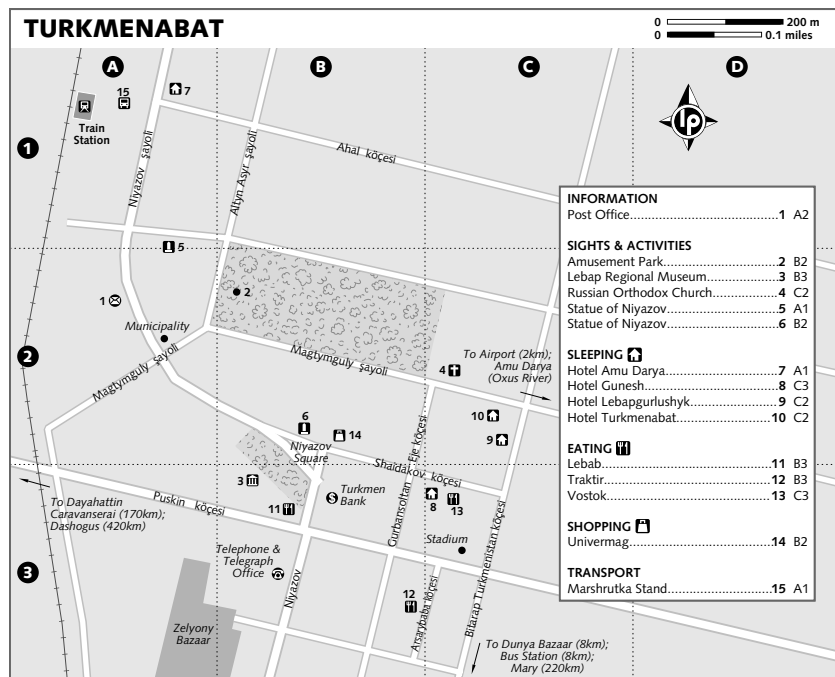 TURKMENABAT
0 200 m
0 0.1 miles
A
B
C
D
1
2
3
15
7
Train
Station
Niyazov şayoli
Altyn Asyr şayoli
Ahal köçesi
5
2
1
Municipality
Magtymguly şayoli
Magtymguly şayoli
4
To Airport (2km);
Amu Darya
(Oxus River)
10
9
6
14
Niyazov
Square
Shaidakov köçesi
Gurbansoltan Eje köçesi
3
Puskin köçesi
11
Turkmen
Bank
8
13
Stadium
Bitarap Turkmenistan köçesi
To Dayahattin
Caravanserai (170km);
Dashogus (420km)
Telephone &
Telegraph
Office
Niyazov
12
Aisarybaba köçesi
Zelyony
Bazaar
To Dunya Bazaar (8km);
Bus Station (8km);
Mary (220km)
lp
INFORMATION
Post Office 1 A2
SIGHTS & ACTIVITIES
Amusement Park 2 B2
Lebap Regional Museum 3 B3
Russian Orthodox Church 4 C2
Statue of Niyazov 5 A1
Statue of Niyazov 6 B2
SLEEPING
Hotel Amu Darya 7 A1
Hotel Gunesh 8 C3
Hotel Lebapgurlushyk 9 C2
Hotel Turkmenabat 10 C2
EATING
Lebab 11 B3
Traktir 12 B3
Vostok 13 C3
SHOPPING
Univermag 14 B2
TRANSPORT
Marshrutka Stand 15 A1